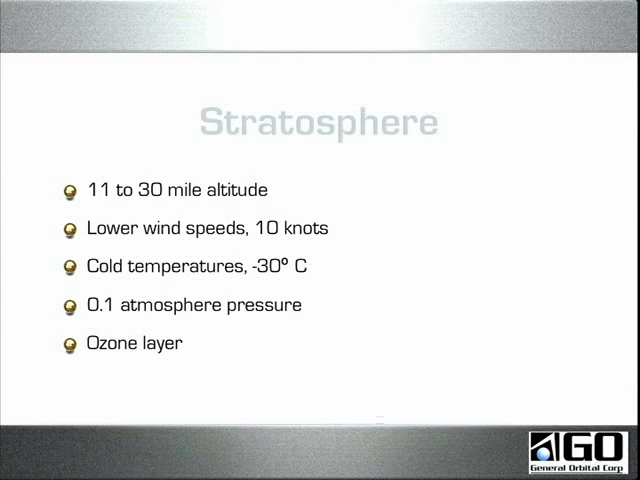 Stratosphere
11 to 30 mile altitude
Lower wind speeds, 10 knots
Cold temperatures, -30º C
0.1 atmosphere pressure
Ozone layer
GO
General Orbital Corp